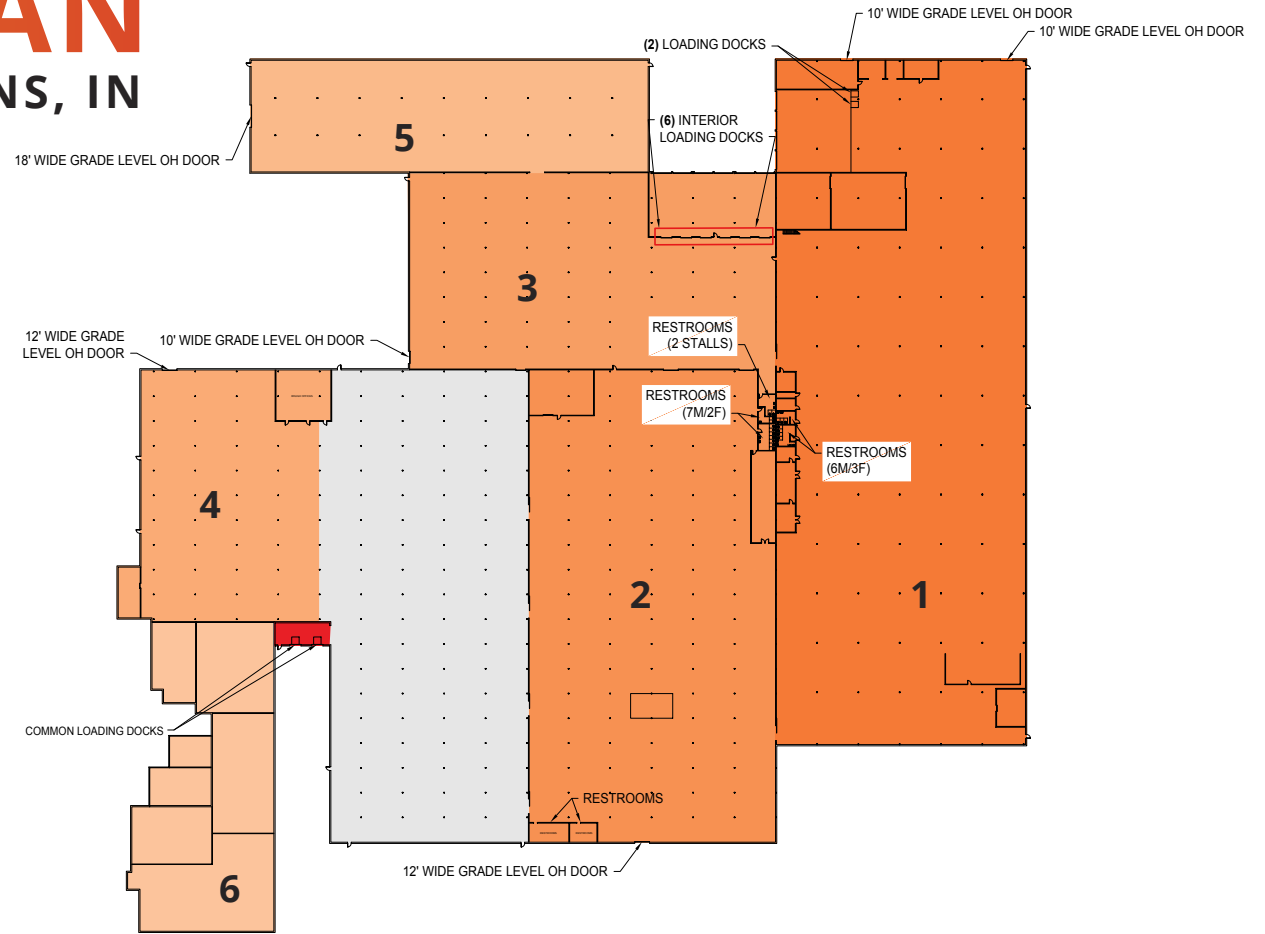 AN
NS, IN
10' WIDE GRADE LEVEL OH DOOR
10' WIDE GRADE LEVEL OH DOOR
(2) LOADING DOCKS
(6) INTERIOR
LOADING DOCKS
5
18' WIDE GRADE LEVEL OH DOOR
3
12' WIDE GRADE
LEVEL OH DOOR
10' WIDE GRADE LEVEL OH DOOR
RESTROOMS
(2 STALLS)
RESTROOMS
(7M/2F)
RESTROOMS
(6M/3F)
4
2
1
COMMON LOADING DOCKS
RESTROOMS
12' WIDE GRADE LEVEL OH DOOR
6